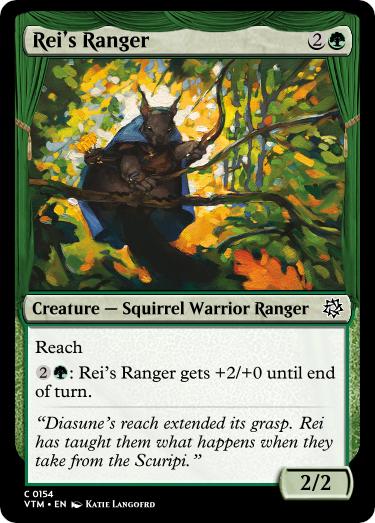 Rei's Ranger 2
Creature — Squirrel Warrior Ranger
Reach
2 : Rei's Ranger gets +2/+0 until end
of turn.
"Diasune's reach extended its grasp. Rei
has taught them what happens when they
take from the Scuripi."
2/2
C 0154
VTM • EN Katie Langofrd